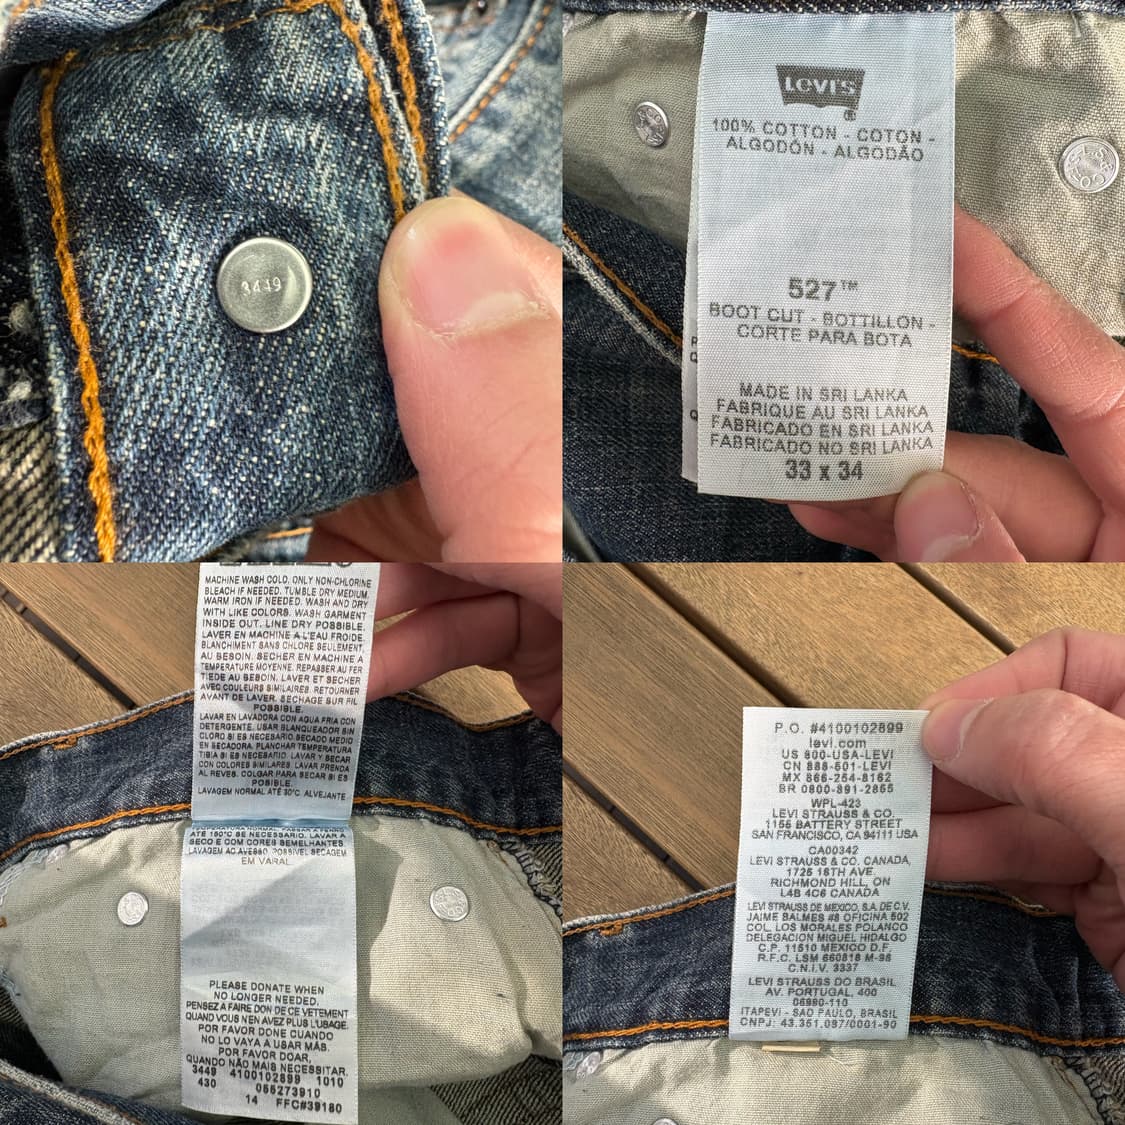 3449
LEVI'S
®
100% COTTON - COTON -
ALGODÓN - ALGODÃO
527™
BOOT CUT - BOTTILLON -
CORTE PARA BOTA
MADE IN SRI LANKA
FABRIQUE AU SRI LANKA
FABRICADO EN SRI LANKA
FABRICADO NO SRI LANKA
33 x 34
MACHINE WASH COLD. ONLY NON-CHLORINE
BLEACH IF NEEDED. TUMBLE DRY MEDIUM.
WARM IRON IF NEEDED. WASH AND DRY
WITH LIKE COLORS. WASH GARMENT
INSIDE OUT. LINE DRY POSSIBLE.
LAVER EN MACHINE A L'EAU FROIDE.
BLANCHIMENT SANS CHLORE SEULEMENT,
AU BESOIN. SECHER EN MACHINE A
TEMPERATURE MOYENNE. REPASSER AU FER
TIEDE AU BESOIN. LAVER ET SECHER
AVEC COULEURS SIMILAIRES. RETOURNER
AVANT DE LAVER. SECHAGE SUR FIL
POSSIBLE.
LAVAR EN LAVADORA CON AGUA FRIA CON
DETERGENTE. USAR BLANQUEADOR SIN
CLORO SI ES NECESARIO. SECADO MEDIO
EN SECADORA. PLANCHAR TEMPERATURA
TIBIA SI ES NECESARIO. LAVAR Y SECAR
CON COLORES SIMILARES. LAVAR PRENDA
AL REVES. COLGAR PARA SECAR SI ES
POSIBLE.
LAVAGEM NORMAL ATÉ 30°C. ALVEJANTE
TEMPERATURA NORMAL. PASSAR A FERRO
ATÉ 150°C SE NECESSARIO. LAVAR A
SECO E COM CORES SEMELHANTES.
LAVAGEM AO AVESSO. POSSIVEL SECAGEM
EM VARAL.
PLEASE DONATE WHEN
NO LONGER NEEDED.
PENSEZ A FAIRE DON DE CE VETEMENT
QUAND VOUS N'EN AVEZ PLUS L'USAGE.
POR FAVOR DONE CUANDO
NO LO VAYA A USAR MÁS.
POR FAVOR DOAR,
QUANDO NÃO MAIS NECESSITAR.
3449 4100102899 1010
430 055273910
14 FFC#39180
P.O. #4100102899
levi.com
US 800-USA-LEVI
CN 888-501-LEVI
MX 866-254-8162
BR 0800-891-2855
WPL-423
LEVI STRAUSS & CO.
1155 BATTERY STREET
SAN FRANCISCO, CA 94111 USA
CA00342
LEVI STRAUSS & CO. CANADA,
1725 16TH AVE.
RICHMOND HILL, ON
L4B 4C6 CANADA
LEVI STRAUSS DE MEXICO, S.A. DE C.V.
JAIME BALMES #8 OFICINA 502
COL. LOS MORALES POLANCO
DELEGACION MIGUEL HIDALGO
C.P. 11510 MEXICO D.F.
R.F.C. LSM 660818 M-98
C.N.I.V. 3337
LEVI STRAUSS DO BRASIL
AV. PORTUGAL, 400
06690-110
ITAPEVI - SAO PAULO, BRASIL
CNPJ: 43.351.097/0001-90